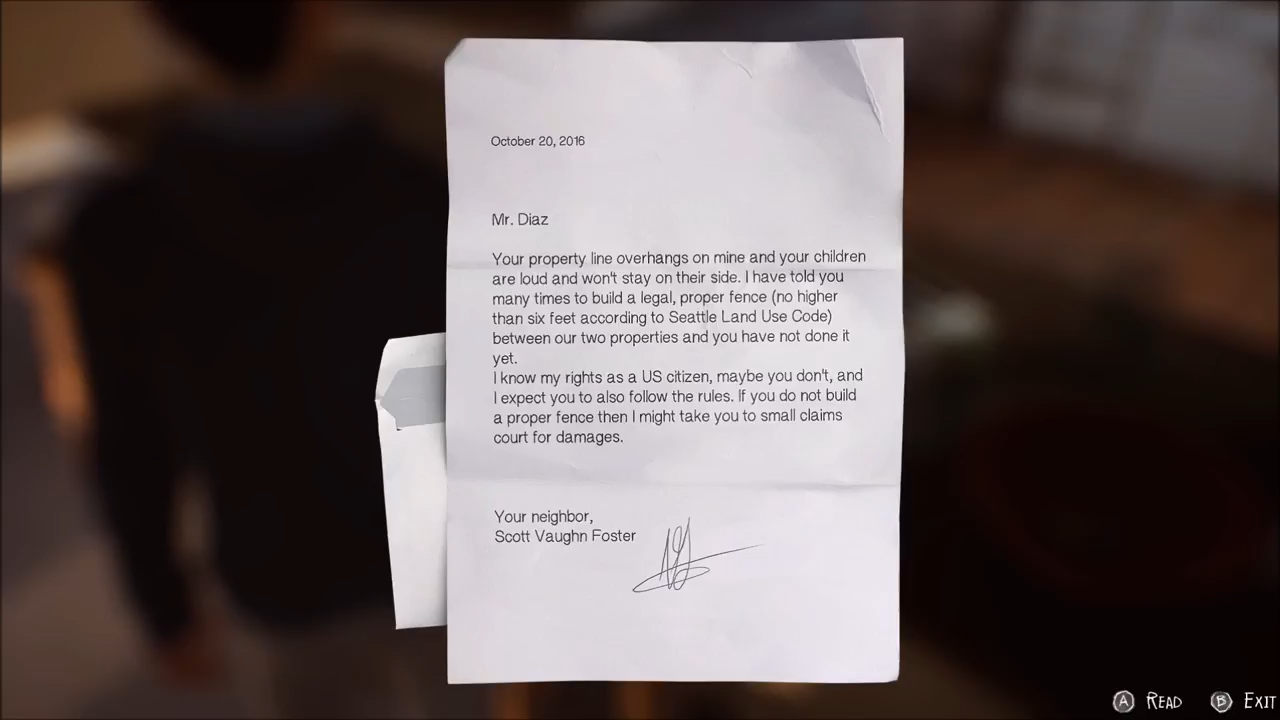 October 20, 2016
Mr. Diaz
Your property line overhangs on mine and your children
are loud and won't stay on their side. I have told you
many times to build a legal, proper fence (no higher
than six feet according to Seattle Land Use Code)
between our two properties and you have not done it
yet.
I know my rights as a US citizen, maybe you don't, and
I expect you to also follow the rules. If you do not build
a proper fence then I might take you to small claims
court for damages.
Your neighbor,
Scott Vaughn Foster
A READ B EXIT